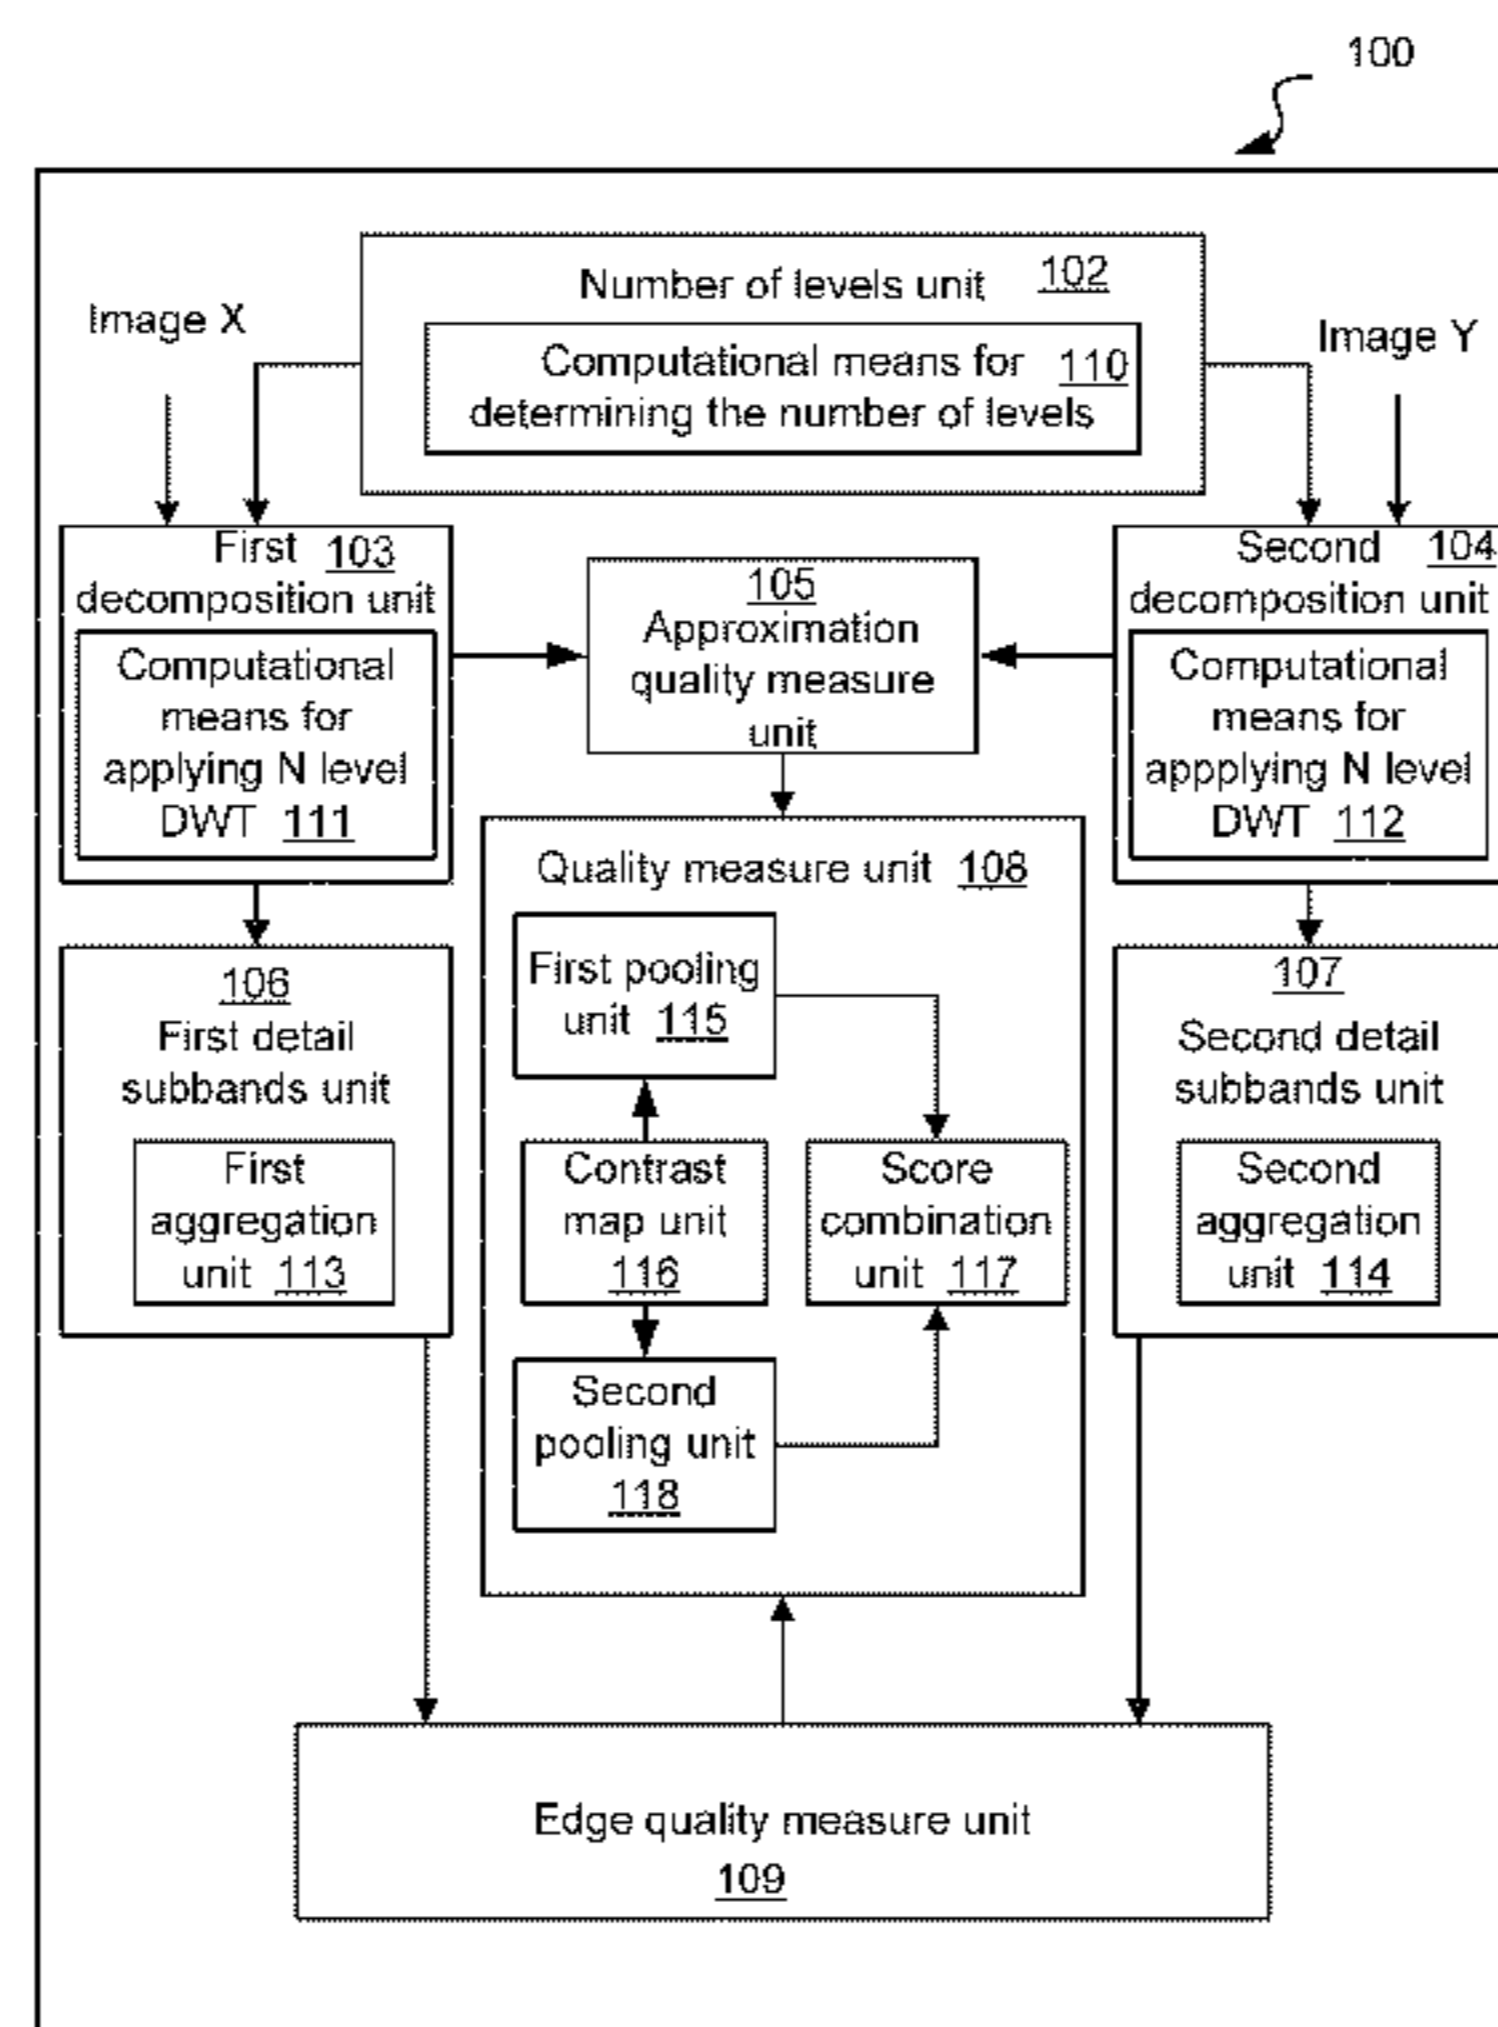 100
Number of levels unit 102
Image X
Image Y
Computational means for 110
determining the number of levels
First 103
decomposition unit
Computational
means for
applying N level
DWT 111
105
Approximation
quality measure
unit
Second 104
decomposition unit
Computational
means for
appplying N level
DWT 112
Quality measure unit 108
First pooling
unit 115
106
First detail
subbands unit
First
aggregation
unit 113
Contrast
map unit
116
Score
combination
unit 117
107
Second detail
subbands unit
Second
aggregation
unit 114
Second
pooling unit
118
Edge quality measure unit
109